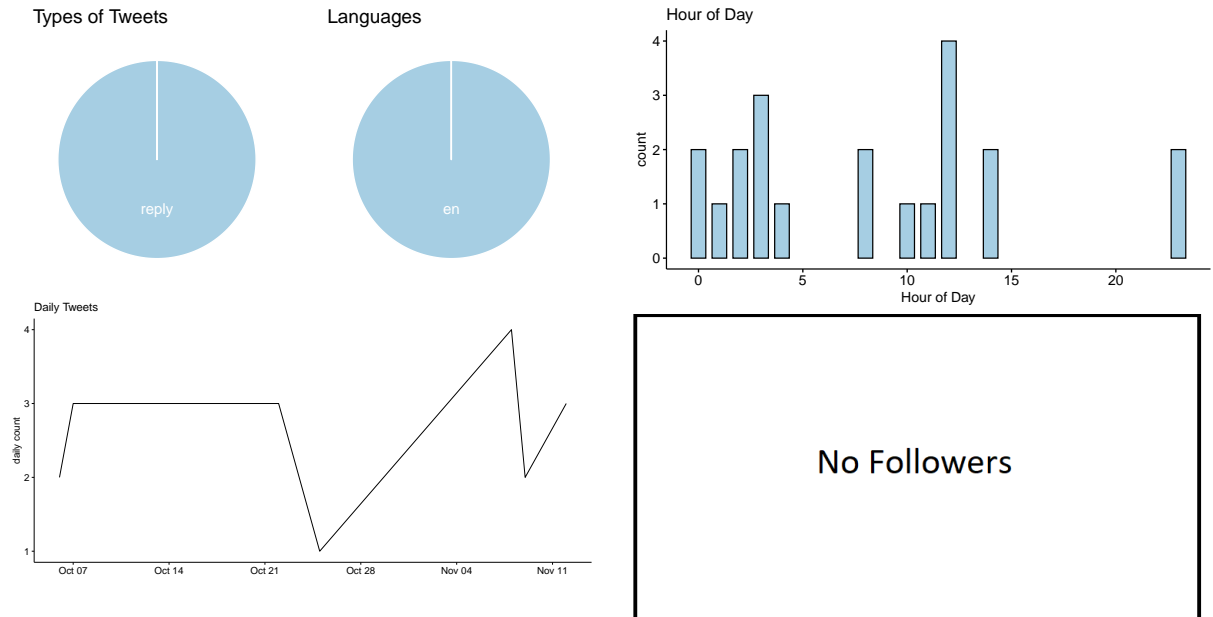 Types of Tweets
Languages
reply
en
Hour of Day
count
4
3
2
1
0
0 5 10 15 20
Hour of Day
Daily Tweets
daily count
4
3
2
1
Oct 07 Oct 14 Oct 21 Oct 28 Nov 04 Nov 11
No Followers